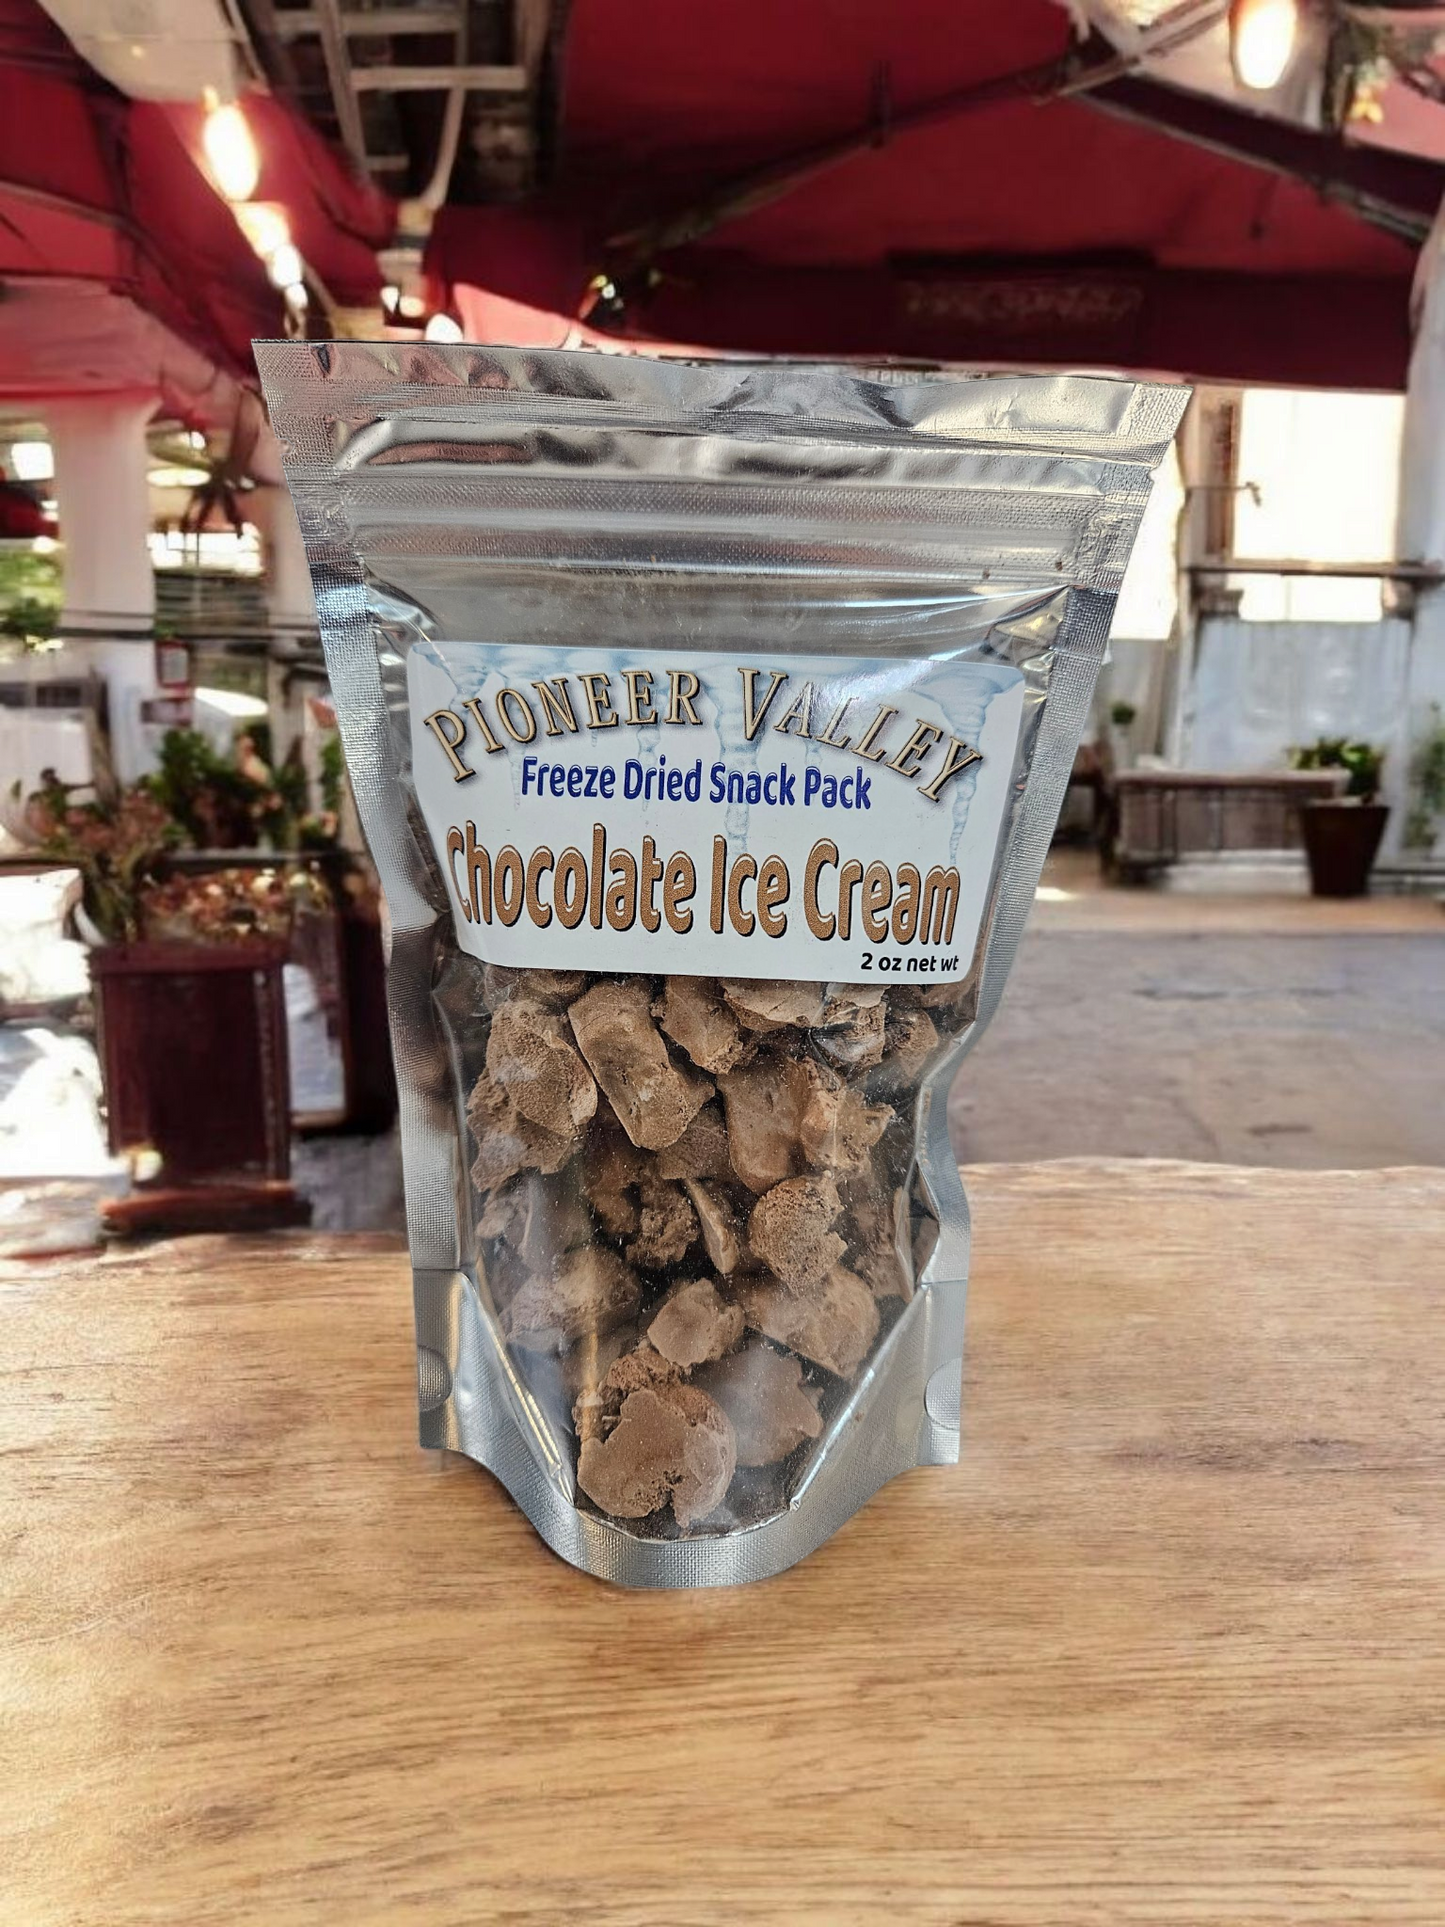 PIONEER VALLEY
Freeze Dried Snack Pack
Chocolate Ice Cream
2 oz net wt